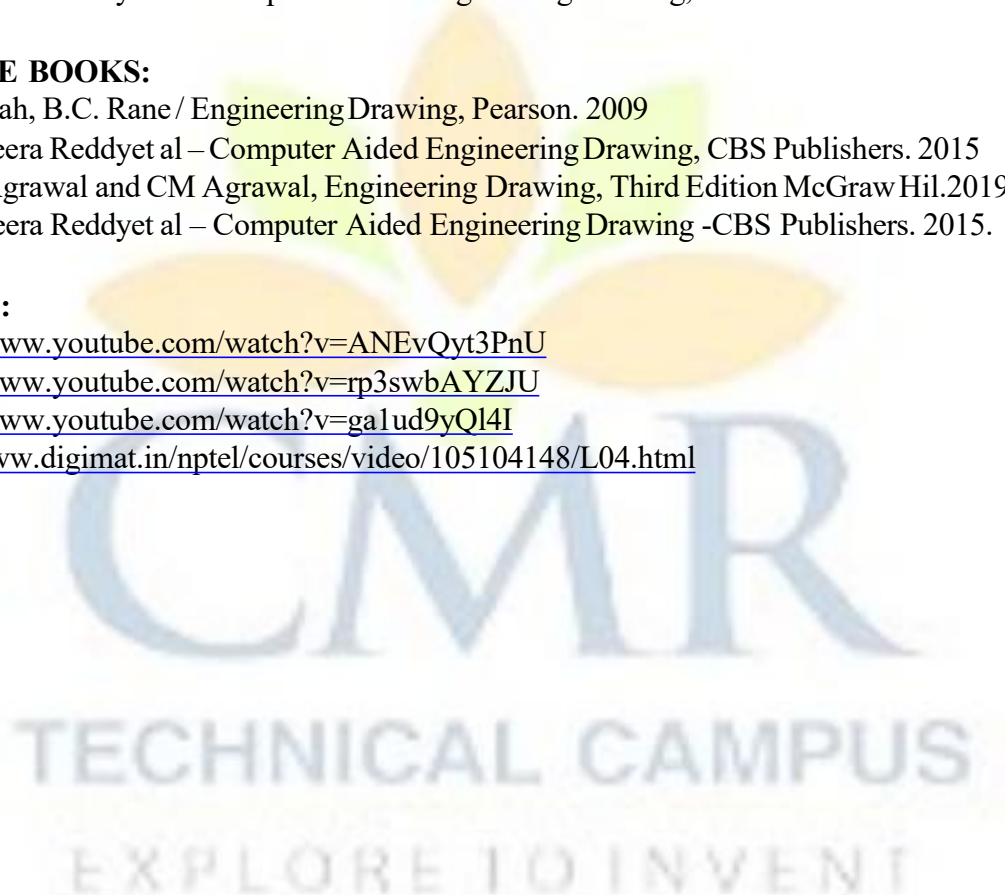 E BOOKS:
ah, B.C. Rane / Engineering Drawing, Pearson. 2009
eera Reddyet al – Computer Aided Engineering Drawing, CBS Publishers. 2015
Agrawal and CM Agrawal, Engineering Drawing, Third Edition McGraw Hil.2019
eera Reddyet al – Computer Aided Engineering Drawing -CBS Publishers. 2015.
:
ww.youtube.com/watch?v=ANEvQyt3PnU
ww.youtube.com/watch?v=rp3swbAYZJU
ww.youtube.com/watch?v=ga1ud9yQl4I
ww.digimat.in/nptel/courses/video/105104148/L04.html
CMR
TECHNICAL CAMPUS
EXPLORE TO INVENT